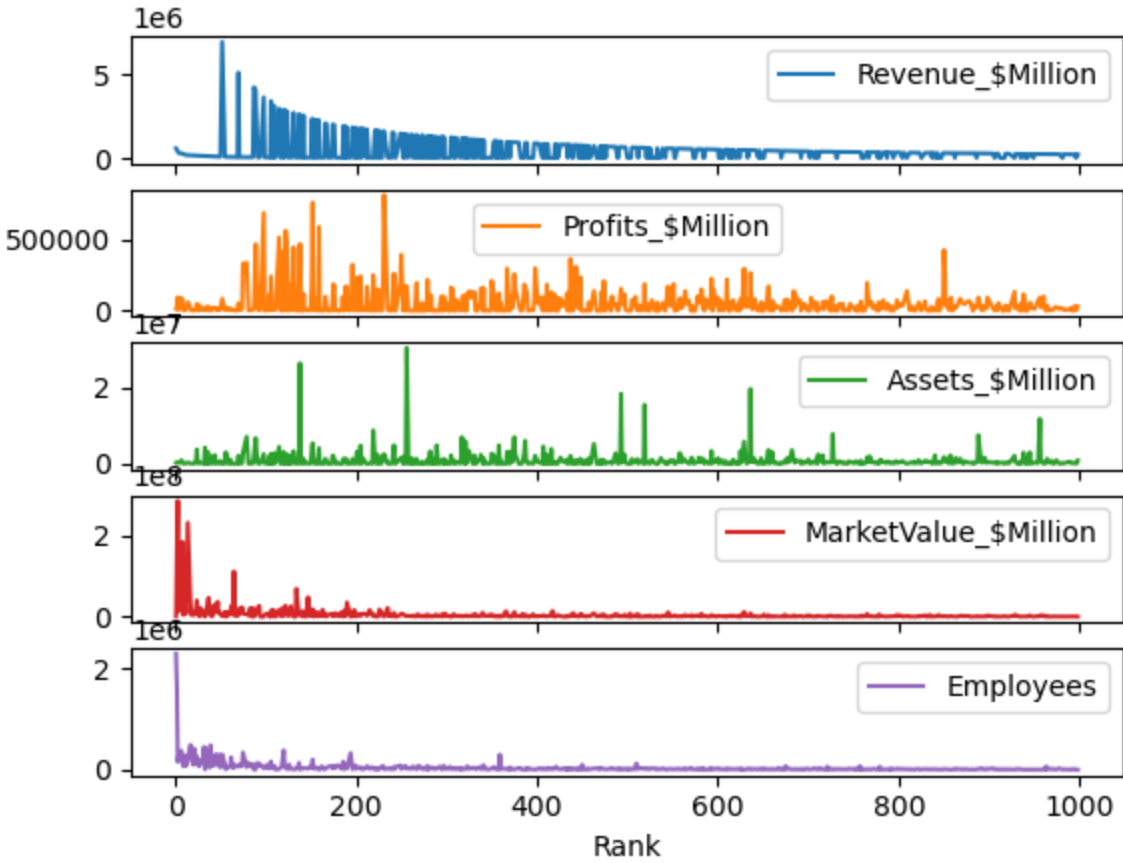 1e6
5
Revenue_$Million
0
500000
Profits_$Million
0
1e7
2
Assets_$Million
0
1e8
2
MarketValue_$Million
0
1e6
2
Employees
0
0 200 400 600 800 1000
Rank